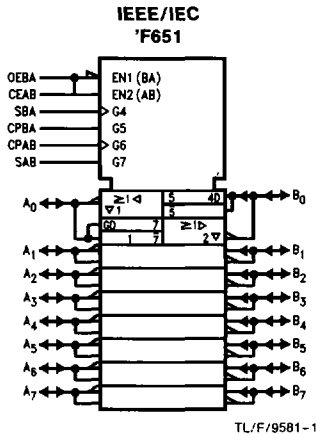 IEEE/IEC
'F651
OEBA EN1 (BA)
CEAB EN2 (AB)
SBA G4
CPBA G5
CPAB G6
SAB G7
A0 ≥1 5 4D B0
▽1 5
GD 7 ≥1
1 7 2▽
A1 B1
A2 B2
A3 B3
A4 B4
A5 B5
A6 B6
A7 B7
TL/F/9581-1